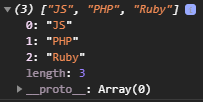 ▼ (3) ["JS", "PHP", "Ruby"] i
0: "JS"
1: "PHP"
2: "Ruby"
length: 3
▶ __proto__: Array(0)